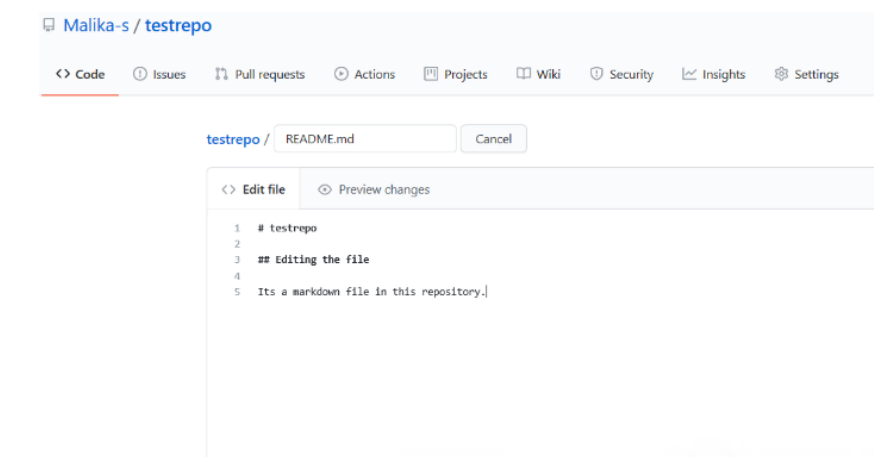 Malika-s / testrepo
<> Code Issues Pull requests Actions Projects Wiki Security Insights Settings
testrepo / README.md Cancel
<> Edit file Preview changes
1 # testrepo
2
3 ## Editing the file
4
5 Its a markdown file in this repository.